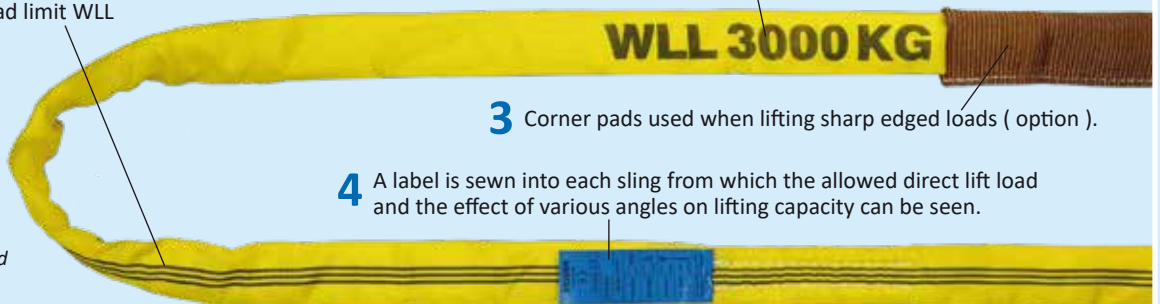 ad limit WLL
WLL 3000 KG
3 Corner pads used when lifting sharp edged loads ( option ).
4 A label is sewn into each sling from which the allowed direct lift load
and the effect of various angles on lifting capacity can be seen.
d